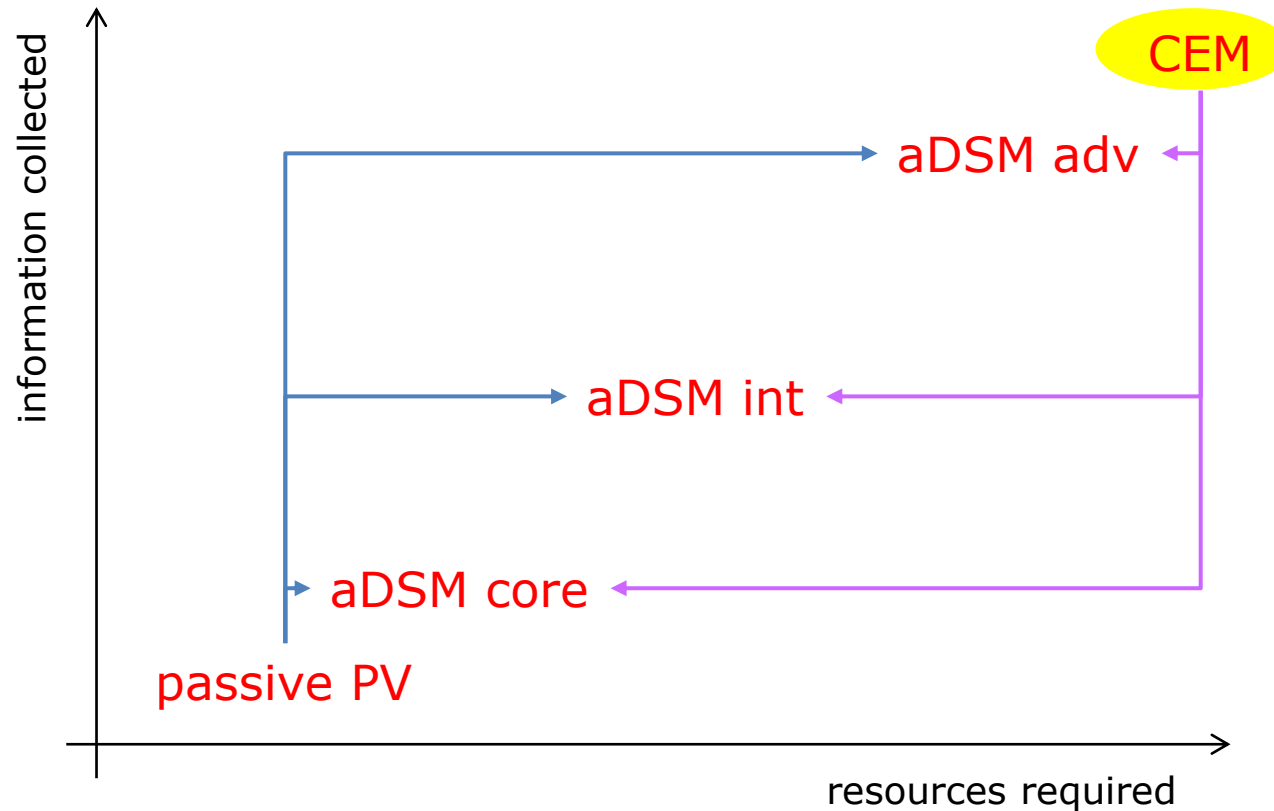 information collected
CEM
aDSM adv
aDSM int
aDSM core
passive PV
resources required